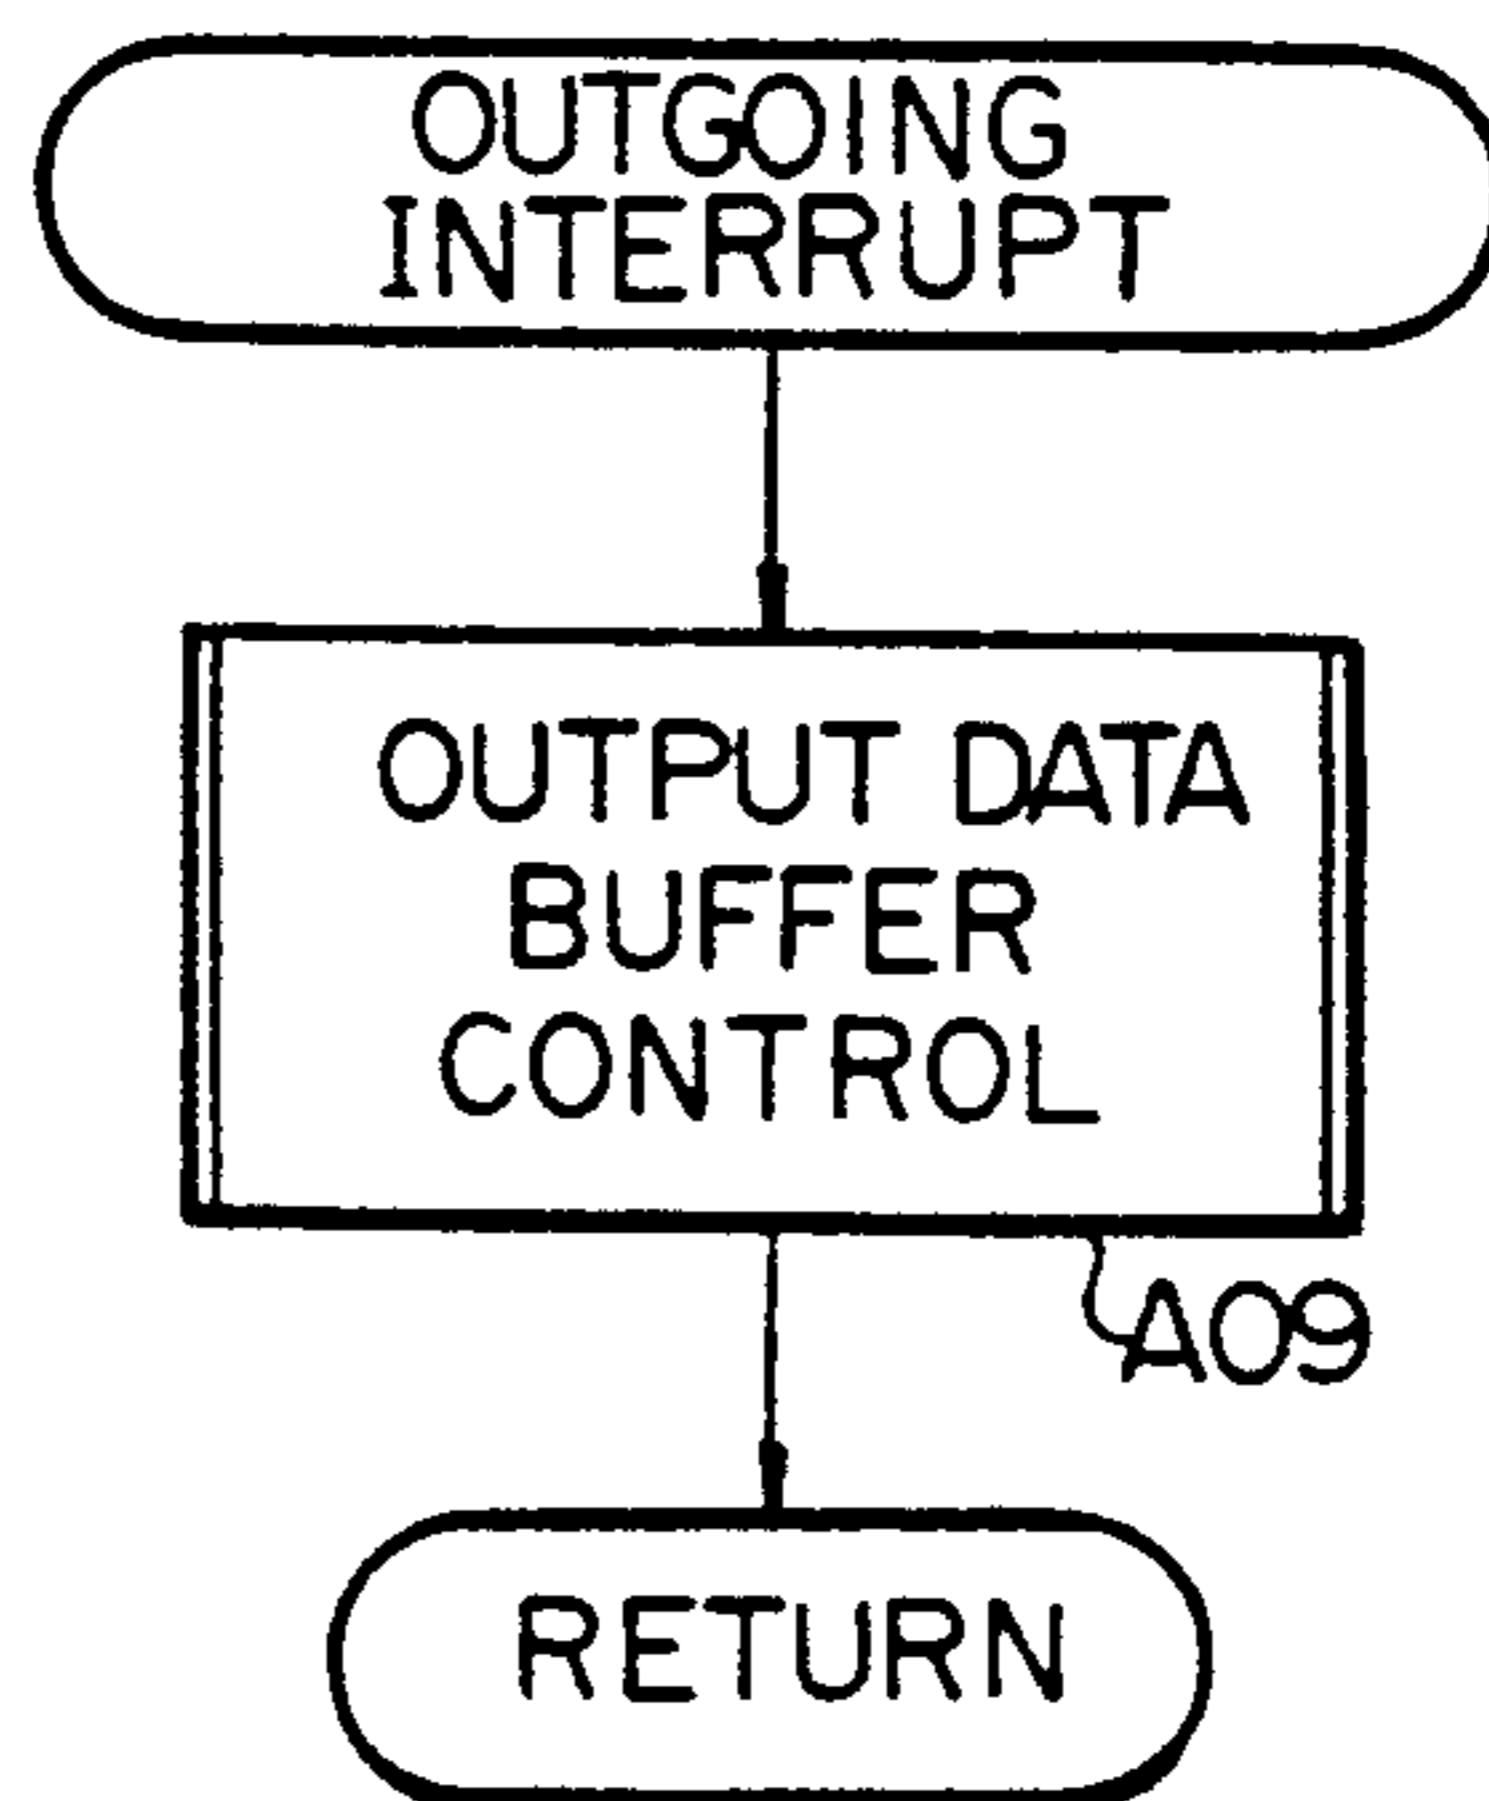 OUTGOING
INTERRUPT
OUTPUT DATA
BUFFER
CONTROL
A09
RETURN